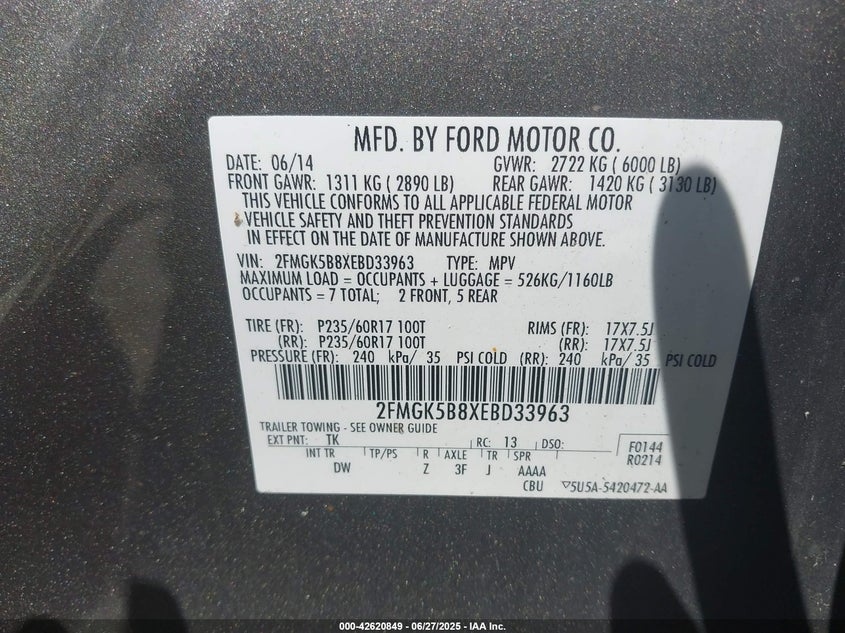 MFD. BY FORD MOTOR CO.
DATE: 06/14 GVWR: 2722 KG ( 6000 LB)
FRONT GAWR: 1311 KG ( 2890 LB) REAR GAWR: 1420 KG ( 3130 LB)
THIS VEHICLE CONFORMS TO ALL APPLICABLE FEDERAL MOTOR
VEHICLE SAFETY AND THEFT PREVENTION STANDARDS
IN EFFECT ON THE DATE OF MANUFACTURE SHOWN ABOVE.
VIN: 2FMGK5B8XEBD33963 TYPE: MPV
MAXIMUM LOAD = OCCUPANTS + LUGGAGE = 526KG/1160LB
OCCUPANTS = 7 TOTAL; 2 FRONT, 5 REAR
TIRE (FR): P235/60R17 100T RIMS (FR): 17X7.5J
(RR): P235/60R17 100T (RR): 17X7.5J
PRESSURE (FR): 240 kPa/ 35 PSI COLD (RR): 240 kPa/ 35 PSI COLD
2FMGK5B8XEBD33963
TRAILER TOWING - SEE OWNER GUIDE
EXT PNT: TK RC: 13 DSO: F0144
INT TR TP/PS R AXLE TR SPR R0214
DW Z 3F J AAAA
CBU 5U5A-5420472-AA
000-42620849 - 06/27/2025 - IAA Inc.